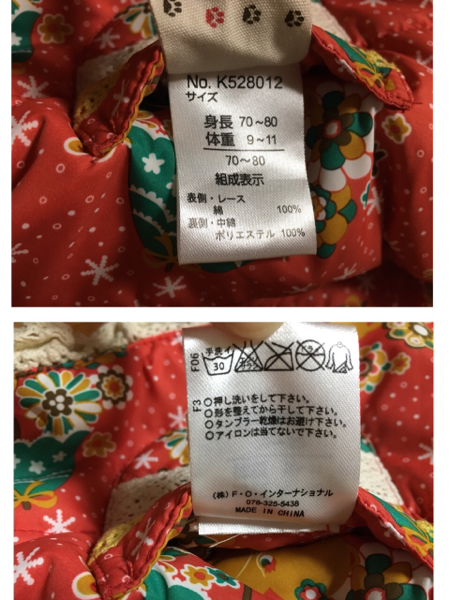 No. K528012
サイズ
身長 70～80
体重 9～11
70～80
組成表示
表側・レース
綿 100%
裏側・中綿
ポリエステル 100%
F06
手洗イ
30
F3
○押し洗いをして下さい。
○形を整えてから干して下さい。
○タンブラー乾燥はお避け下さい。
○アイロンは当てないで下さい。
(株) F・O・インターナショナル
078-325-5438
MADE IN CHINA